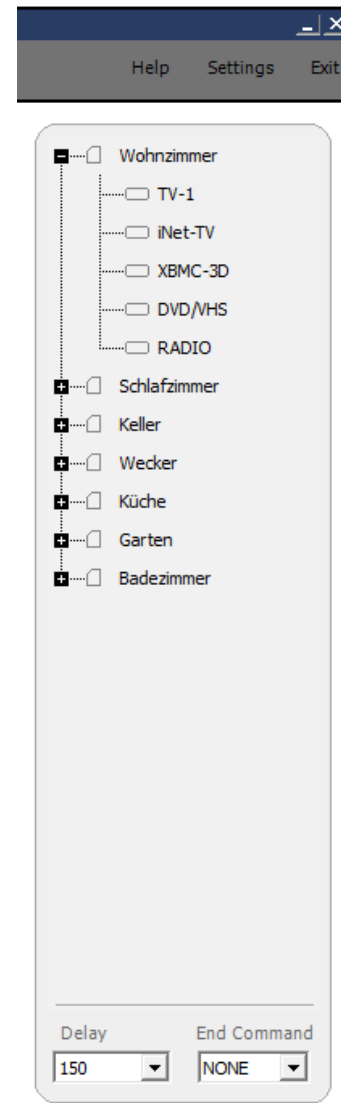 Help Settings Exit
Wohnzimmer
TV-1
iNet-TV
XBMC-3D
DVD/VHS
RADIO
Schlafzimmer
Keller
Wecker
Küche
Garten
Badezimmer
Delay End Command
150 NONE